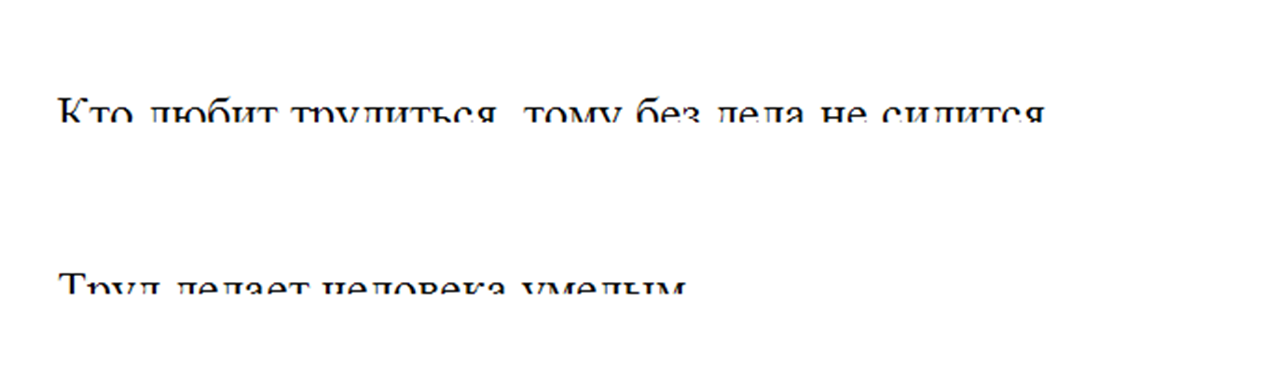 Кто любит трудиться, тому без дела не сидится
Труд делает человека умелым